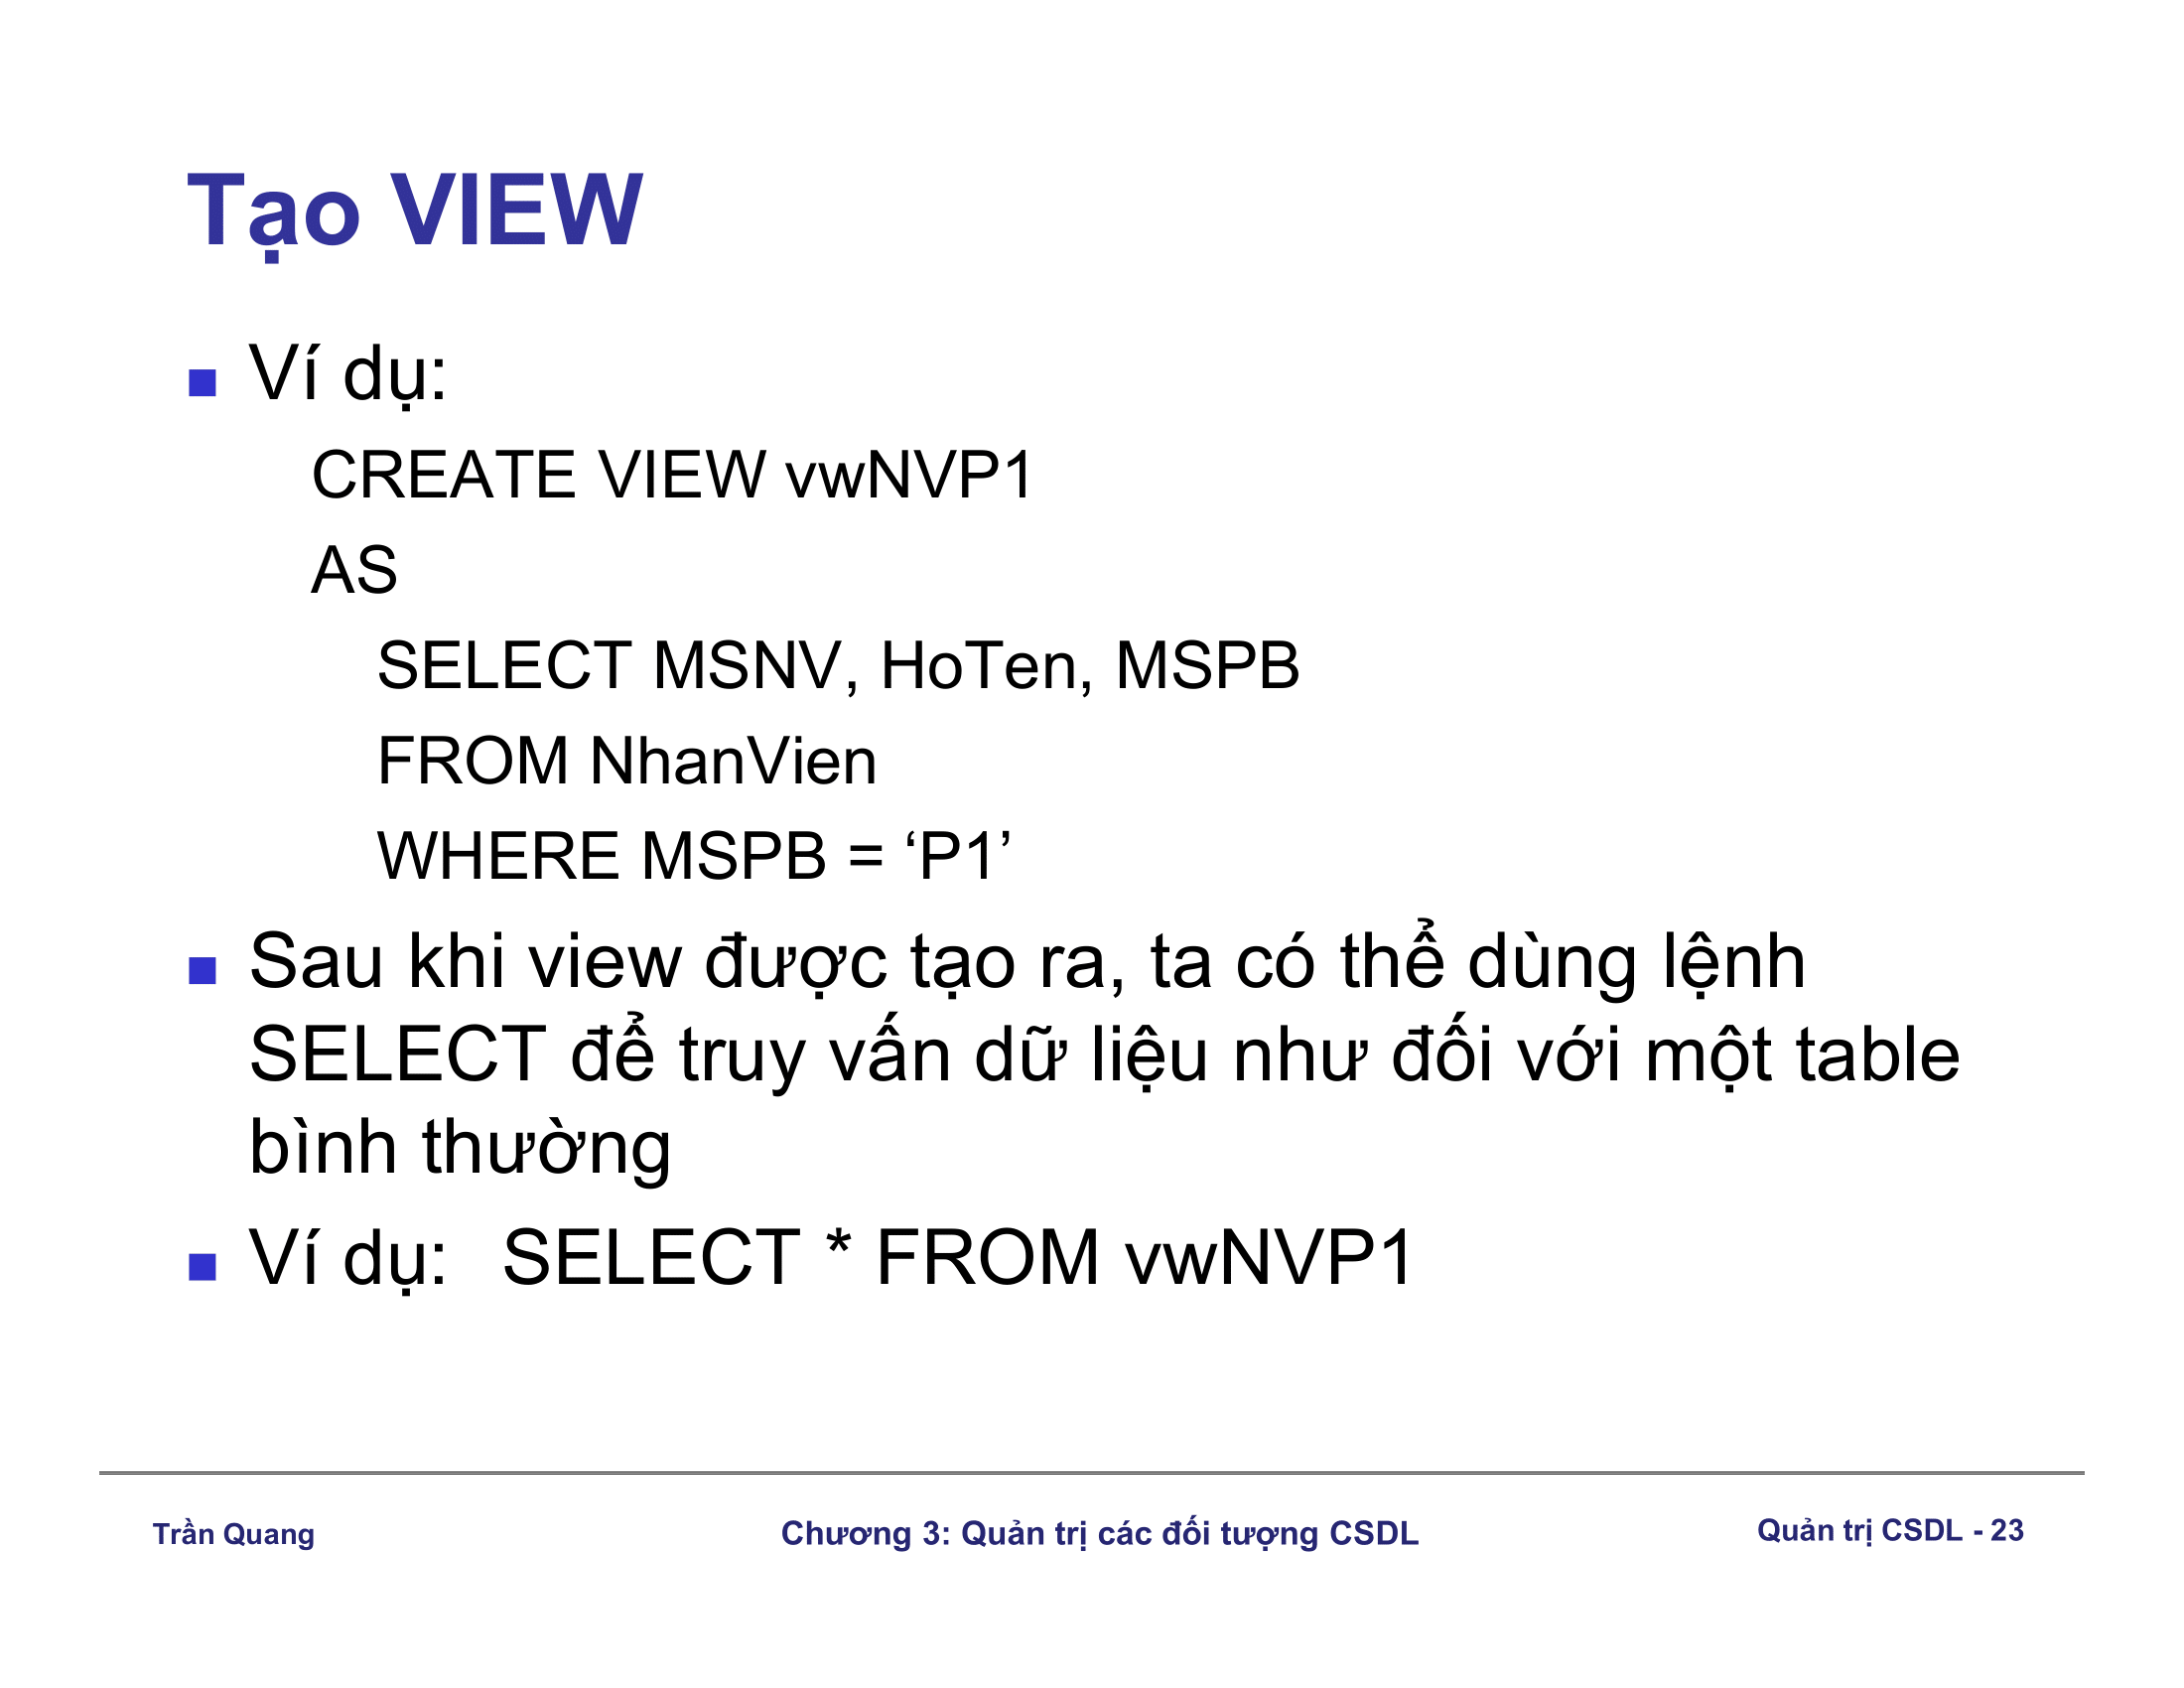 Tạo VIEW
Ví dụ:
CREATE VIEW vwNVP1
AS
SELECT MSNV, HoTen, MSPB
FROM NhanVien
WHERE MSPB = ‘P1’
Sau khi view được tạo ra, ta có thể dùng lệnh
SELECT để truy vấn dữ liệu như đối với một table
bình thường
Ví dụ: SELECT * FROM vwNVP1
Trần Quang
Chương 3: Quản trị các đối tượng CSDL
Quản trị CSDL - 23